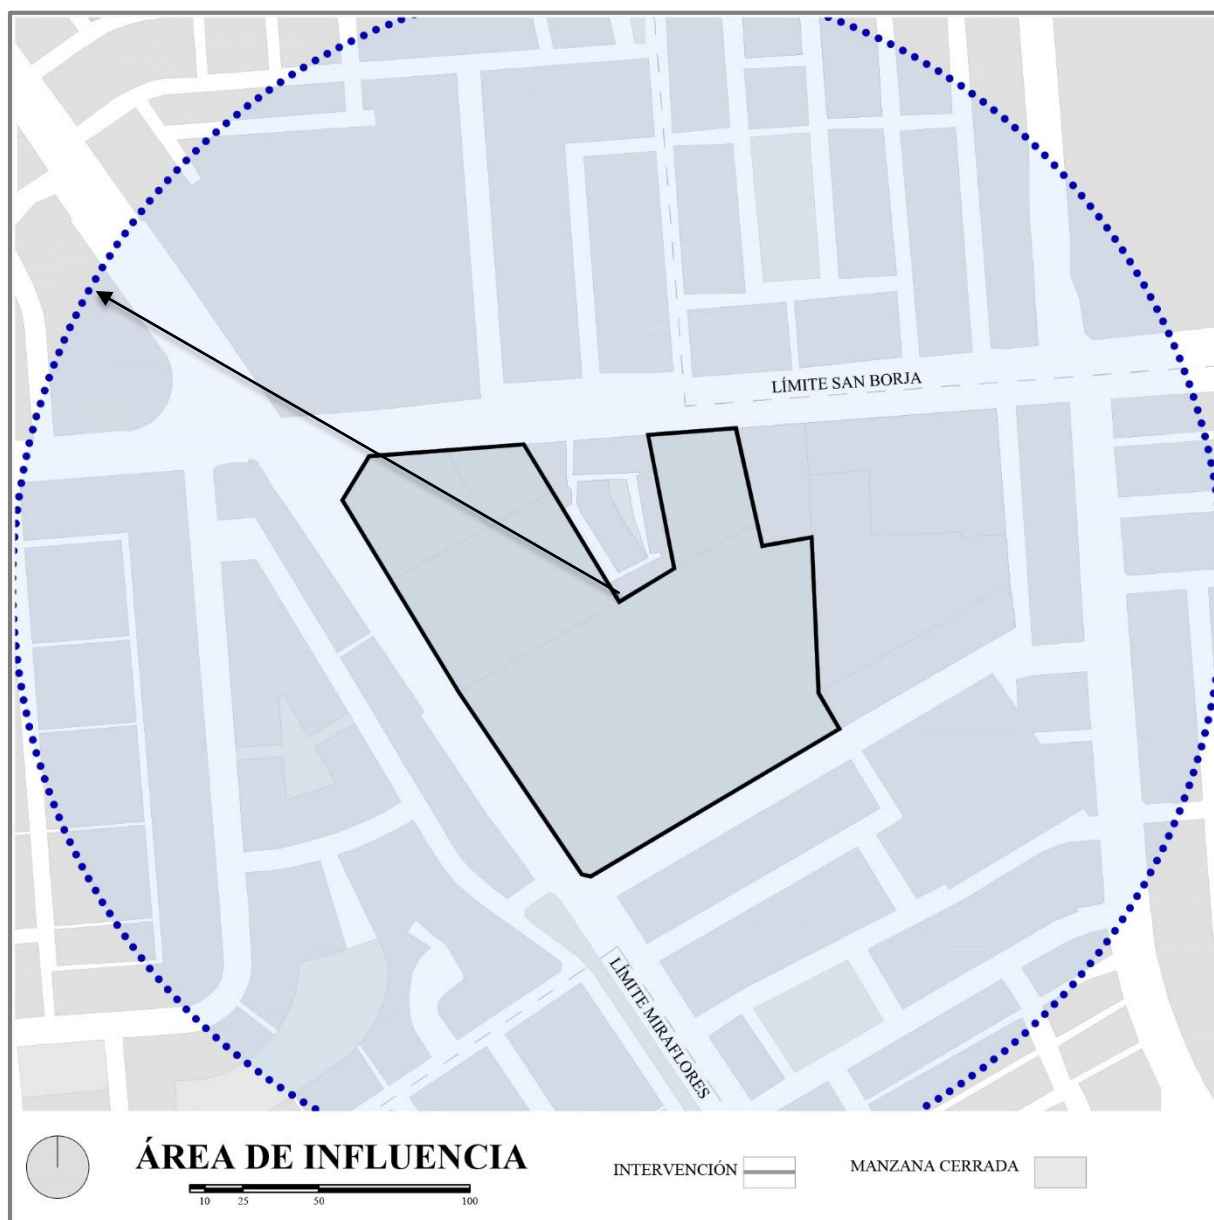 LÍMITE SAN BORJA
LÍMITE MIRAFLORES
ÁREA DE INFLUENCIA
10 25 50 100
INTERVENCIÓN
MANZANA CERRADA